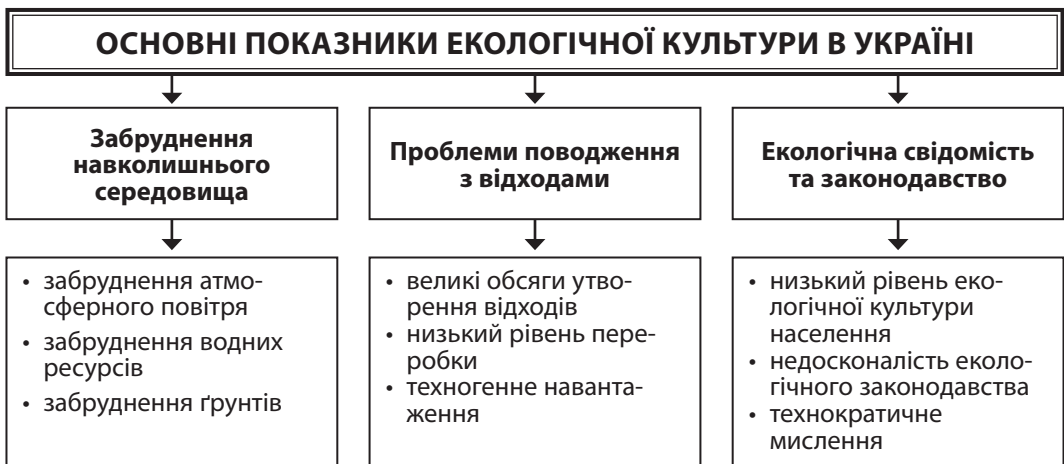 ОСНОВНІ ПОКАЗНИКИ ЕКОЛОГІЧНОЇ КУЛЬТУРИ В УКРАЇНІ
Забруднення
навколишнього
середовища
Проблеми поводження
з відходами
Екологічна свідомість
та законодавство
• забруднення атмо-
сферного повітря
• забруднення водних
ресурсів
• забруднення ґрунтів
• великі обсяги утво-
рення відходів
• низький рівень пере-
робки
• техногенне наванта-
ження
• низький рівень еко-
логічної культури
населення
• недосконалість еколо-
гічного законодавства
• технократичне
мислення